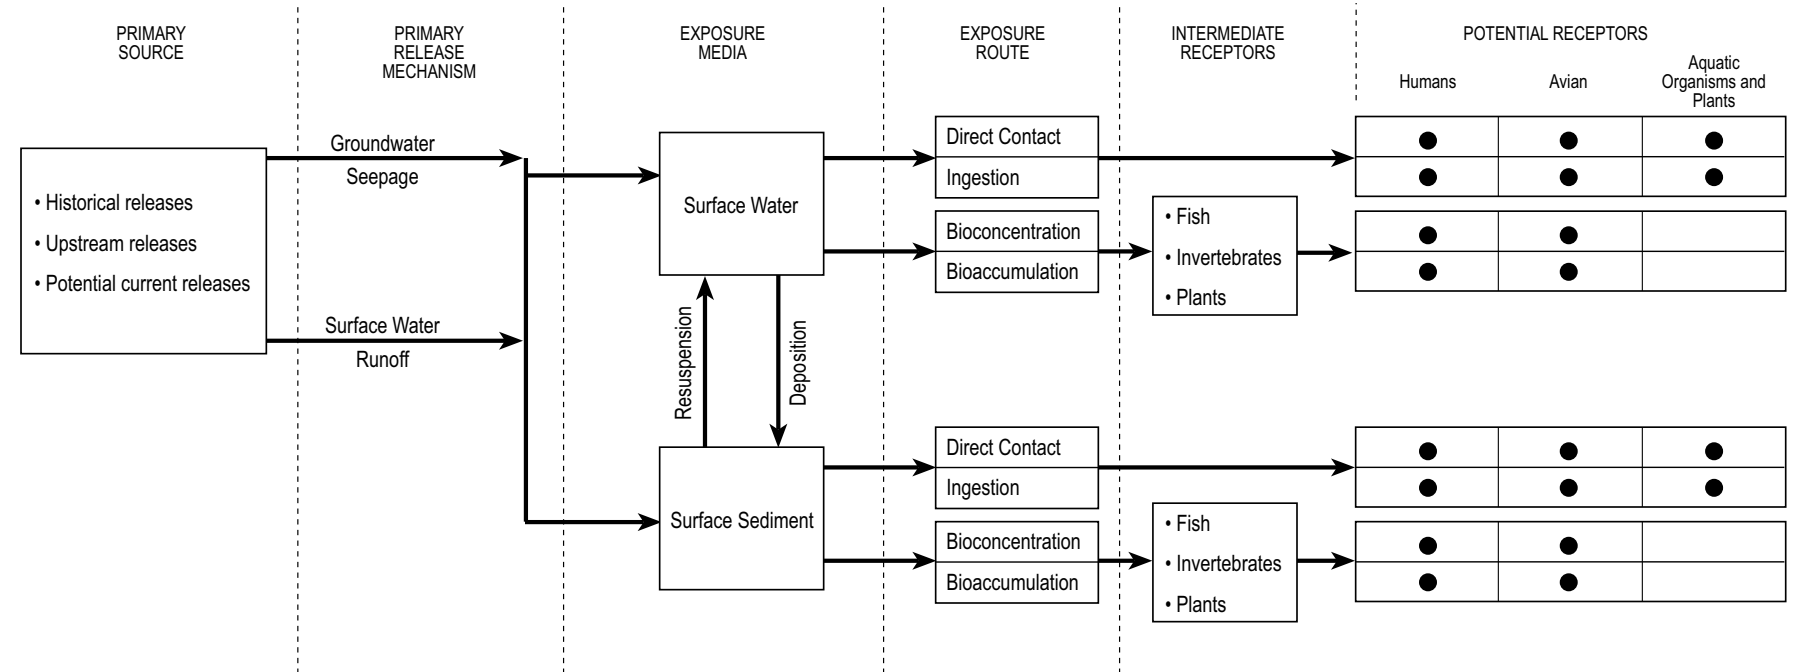 PRIMARY
SOURCE
PRIMARY
RELEASE
MECHANISM
EXPOSURE
MEDIA
EXPOSURE
ROUTE
INTERMEDIATE
RECEPTORS
POTENTIAL RECEPTORS
Humans
Avian
Aquatic
Organisms and
Plants
• Historical releases
• Upstream releases
• Potential current releases
Groundwater
Seepage
Surface Water
Runoff
Surface Water
Resuspension
Deposition
Surface Sediment
Direct Contact
Ingestion
Bioconcentration
Bioaccumulation
• Fish
• Invertebrates
• Plants
Direct Contact
Ingestion
Bioconcentration
Bioaccumulation
• Fish
• Invertebrates
• Plants